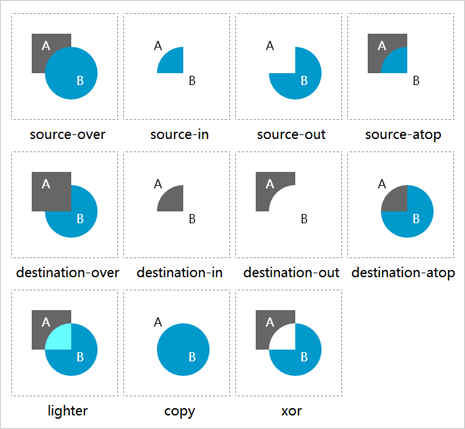 A
B
source-over
A
B
source-in
A
B
source-out
A
B
source-atop
A
B
destination-over
A
B
destination-in
A
B
destination-out
A
B
destination-atop
A
B
lighter
A
B
copy
A
B
xor